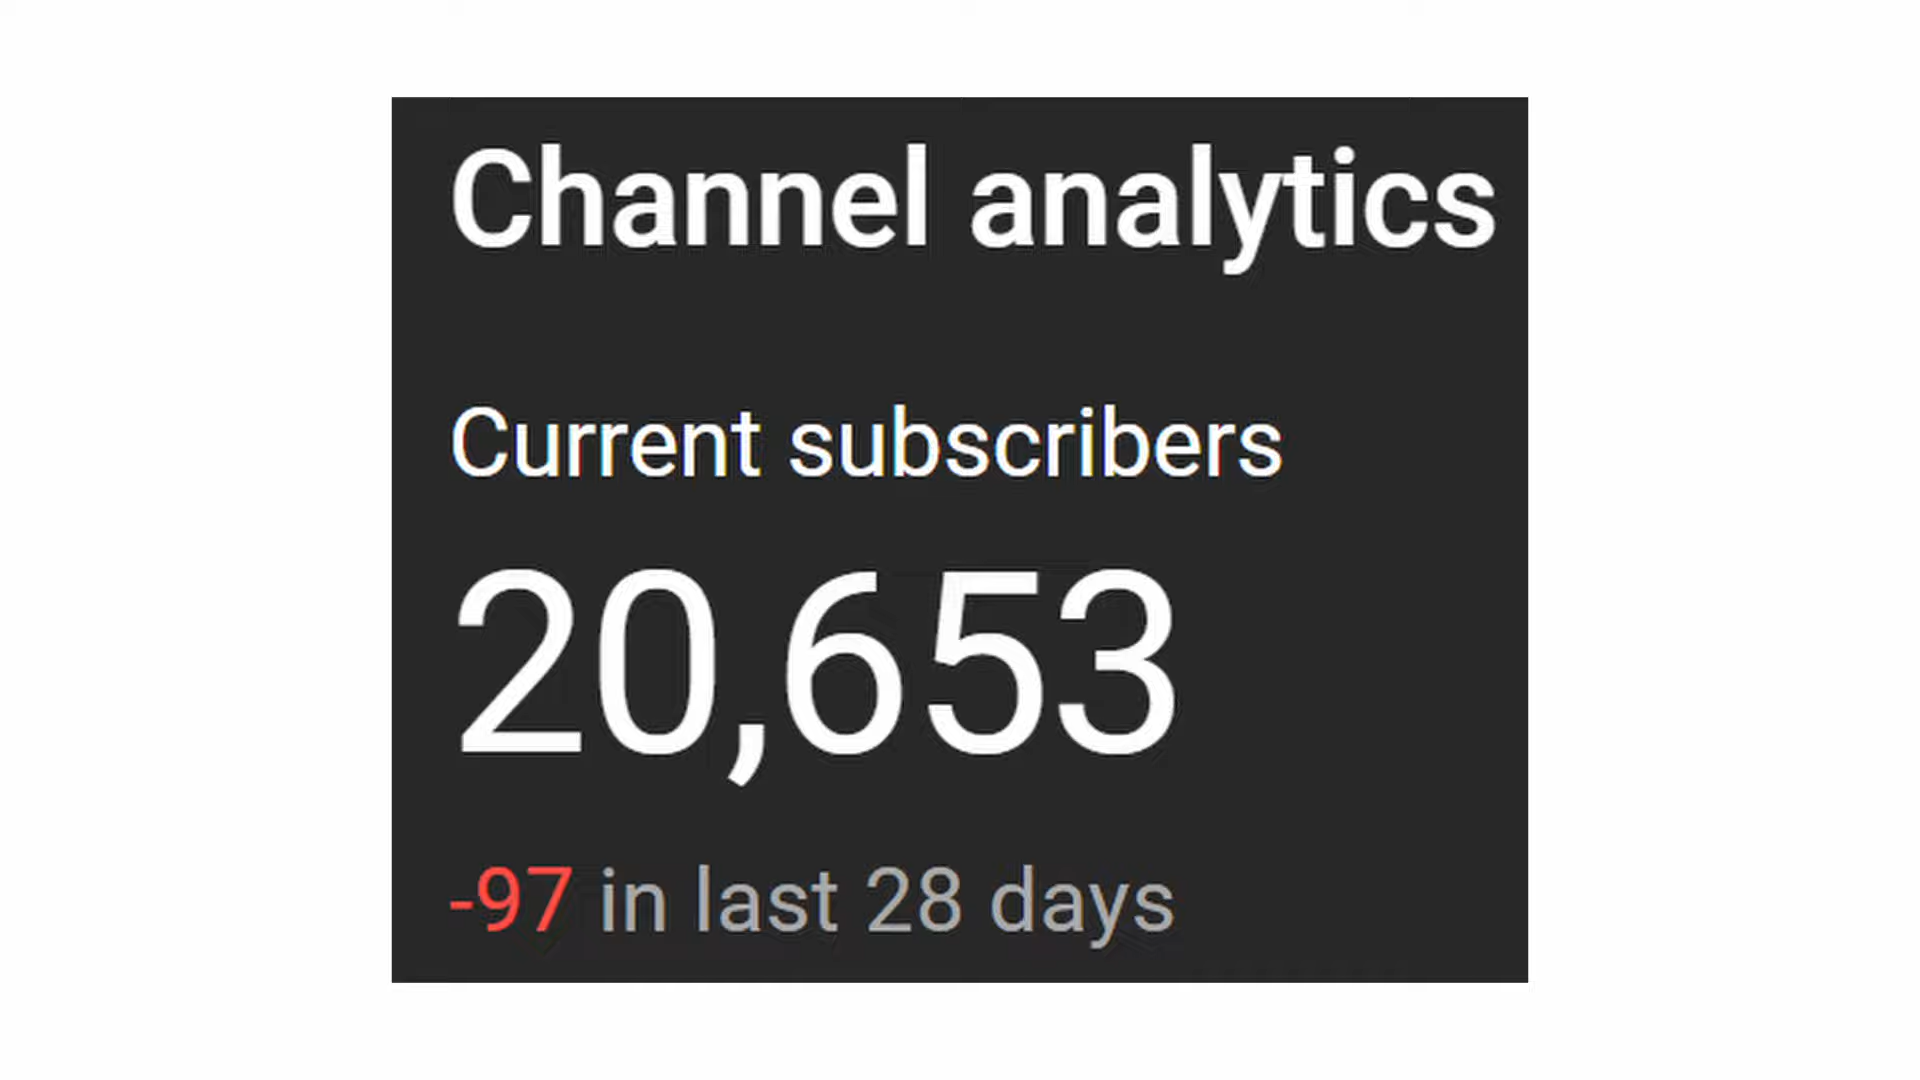 Channel analytics
Current subscribers
20,653
-97 in last 28 days